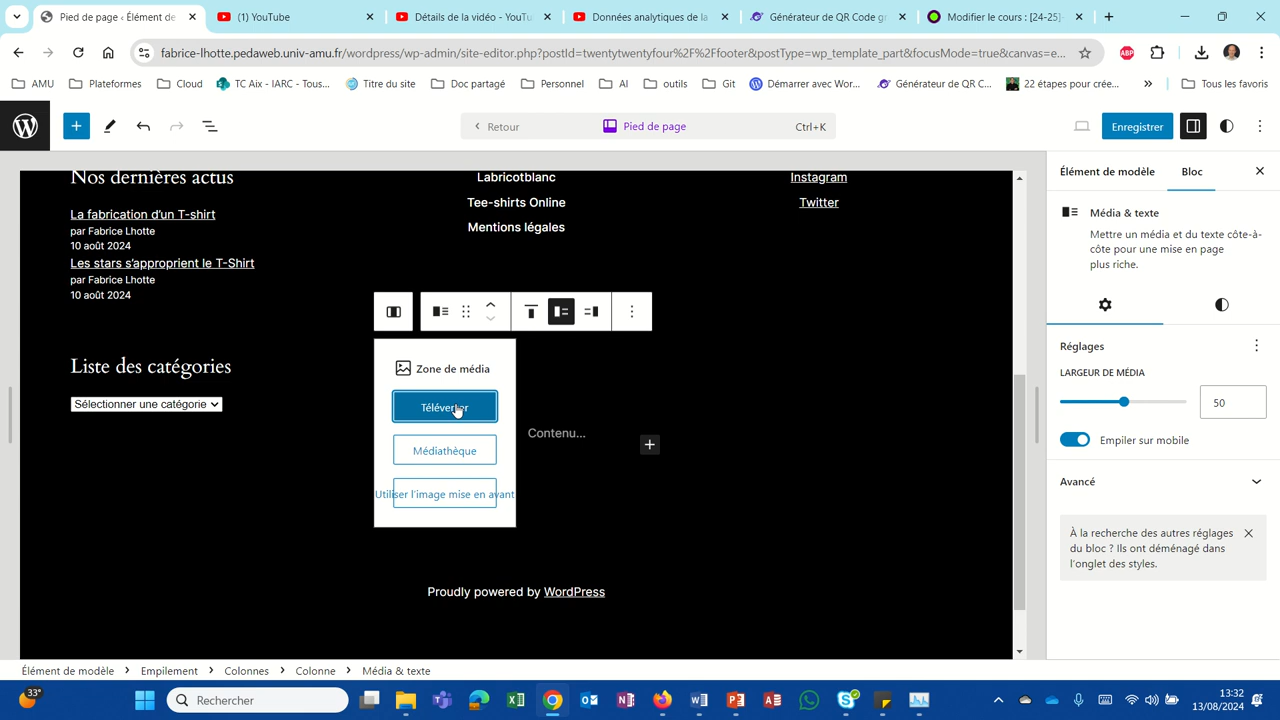 Pied de page ‹ Élément de m
(1) YouTube
Détails de la vidéo - YouTu
Données analytiques de la
Générateur de QR Code gr
Modifier le cours : [24-25]
fabrice-lhotte.pedaweb.univ-amu.fr/wordpress/wp-admin/site-editor.php?postId=twentytwentyfour%2F%2Ffooter&postType=wp_template_part&focusMode=true&canvas=e...
ABP
AMU
Plateformes
Cloud
TC Aix - IARC - Tous...
Titre du site
Doc partagé
Personnel
AI
outils
Git
Démarrer avec Wor...
Générateur de QR C...
22 étapes pour crée...
Tous les favoris
Retour
Pied de page
Ctrl+K
Enregistrer
Nos dernières actus
La fabrication d'un T-shirt
par Fabrice Lhotte
10 août 2024
Les stars s'approprient le T-Shirt
par Fabrice Lhotte
10 août 2024
Labricotblanc
Tee-shirts Online
Mentions légales
Instagram
Twitter
Liste des catégories
Sélectionner une catégorie
Zone de média
Téléverser
Médiathèque
Utiliser l'image mise en avant
Contenu...
Proudly powered by WordPress
Élément de modèle
Bloc
Média & texte
Mettre un média et du texte côte-à-
côte pour une mise en page
plus riche.
Réglages
LARGEUR DE MÉDIA
50
Empiler sur mobile
Avancé
À la recherche des autres réglages
du bloc ? Ils ont déménagé dans
l'onglet des styles.
Élément de modèle > Empilement > Colonnes > Colonne > Média & texte
33°
Rechercher
13:32
13/08/2024